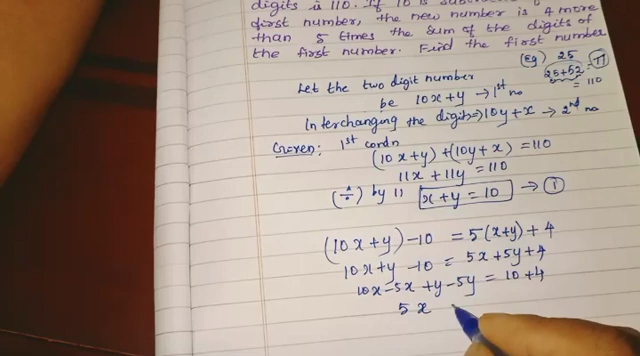 digits is 110. If 10 is subtracted
first number, the new number is 4 more
than 5 times the sum of the digits of
the first number. Find the first number
(Eg) 25
25+52 = 77
= 110
Let the two digit number
be 10x+y → 1st no
Interchanging the digits ⇒ 10y+x → 2nd no
Given: 1st condn
(10x+y)+(10y+x) = 110
11x + 11y = 110
(÷) by 11 x+y = 10 → ①
(10x+y)-10 = 5(x+y)+4
10x+y-10 = 5x+5y+4
10x-5x+y-5y = 10+4
5x